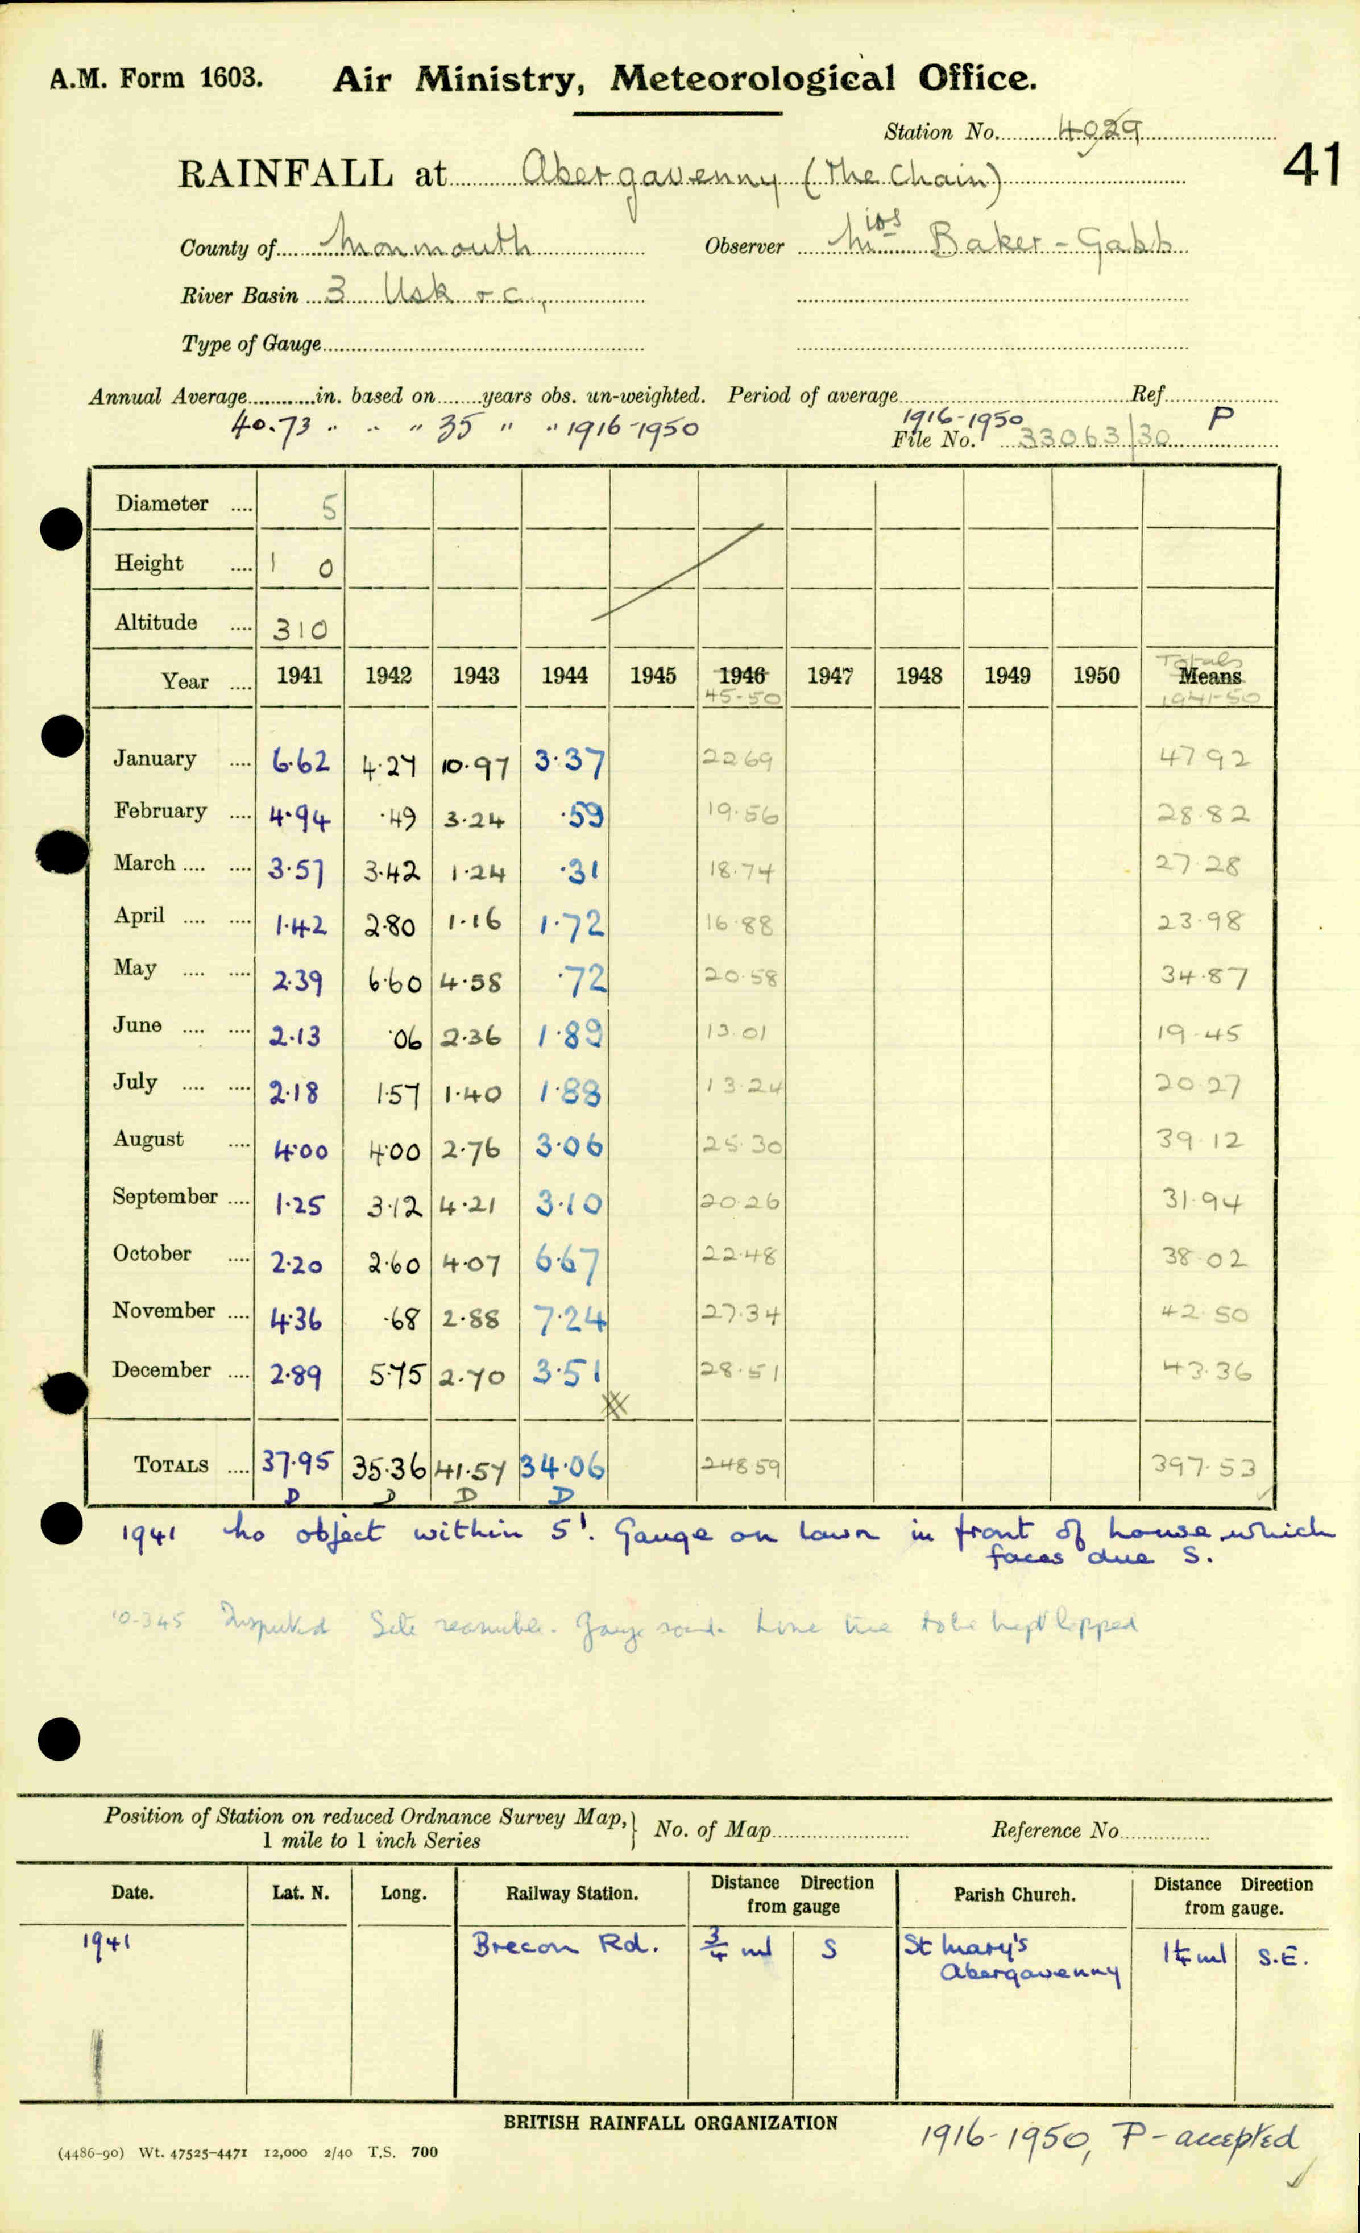 A.M. Form 1603. Air Ministry, Meteorological Office.
Station No. 4029
41
RAINFALL at Abergavenny (The Chain)
County of Monmouth Observer Miss Baker-Gabb
River Basin 3 Usk &c.,
Type of Gauge
Annual Average in. based on years obs. un-weighted. Period of average Ref.
40.73 " " " 35 " " 1916-1950 1916-1950 P
File No. 33063/30
Diameter .... 5
Height .... 1 0
Altitude .... 310
Totals
Year .... 1941 1942 1943 1944 1945 1946 1947 1948 1949 1950 Means
45-50 1941-50
January .... 6.62 4.27 10.97 3.37 22.69 47.92
February .... 4.94 .49 3.24 .59 19.56 28.82
March .... .... 3.57 3.42 1.24 .31 18.74 27.28
April .... .... 1.42 2.80 1.16 1.72 16.88 23.98
May .... .... 2.39 6.60 4.58 .72 20.58 34.87
June .... .... 2.13 .06 2.36 1.89 13.01 19.45
July .... .... 2.18 1.57 1.40 1.88 13.24 20.27
August .... 4.00 4.00 2.76 3.06 25.30 39.12
September .... 1.25 3.12 4.21 3.10 20.26 31.94
October .... 2.20 2.60 4.07 6.67 22.48 38.02
November .... 4.36 .68 2.88 7.24 27.34 42.50
December .... 2.89 5.75 2.70 3.51 28.51 43.36
TOTALS .... 37.95 35.36 41.57 34.06 248.59 397.53
D D D D
1941 No object within 5'. Gauge on lawn in front of house which
faces due S.
10.3.45 Inspected Site reasonable. Gauge sound. Lime tree to be kept lopped
Position of Station on reduced Ordnance Survey Map,} No. of Map Reference No.
1 mile to 1 inch Series
Date. Lat. N. Long. Railway Station. Distance Direction from gauge Parish Church. Distance Direction from gauge.
1941 Brecon Rd. 3/4 ml S St Mary's 1 1/4 ml S.E.
Abergavenny
BRITISH RAINFALL ORGANIZATION
1916-1950, P-accepted
(4486-90) Wt. 47525-4471 12,000 2/40 T.S. 700